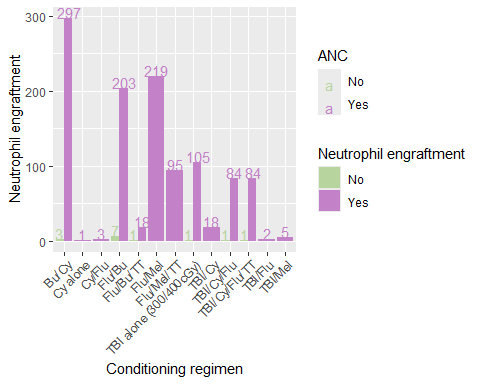 297
219
203
105
95
84
84
18
18
3
1
3
7
1
1
1
1
2
5
300
200
100
0
Neutrophil engraftment
Bu/Cy
Cy alone
Cy/Flu
Flu/Bu
Flu/Bu/TT
Flu/Mel
Flu/Mel/TT
TBI alone (300/400cGy)
TBI/Cy
TBI/Cy/Flu
TBI/Cy/Flu/TT
TBI/Flu
TBI/Mel
Conditioning regimen
ANC
a No
a Yes
Neutrophil engraftment
No
Yes